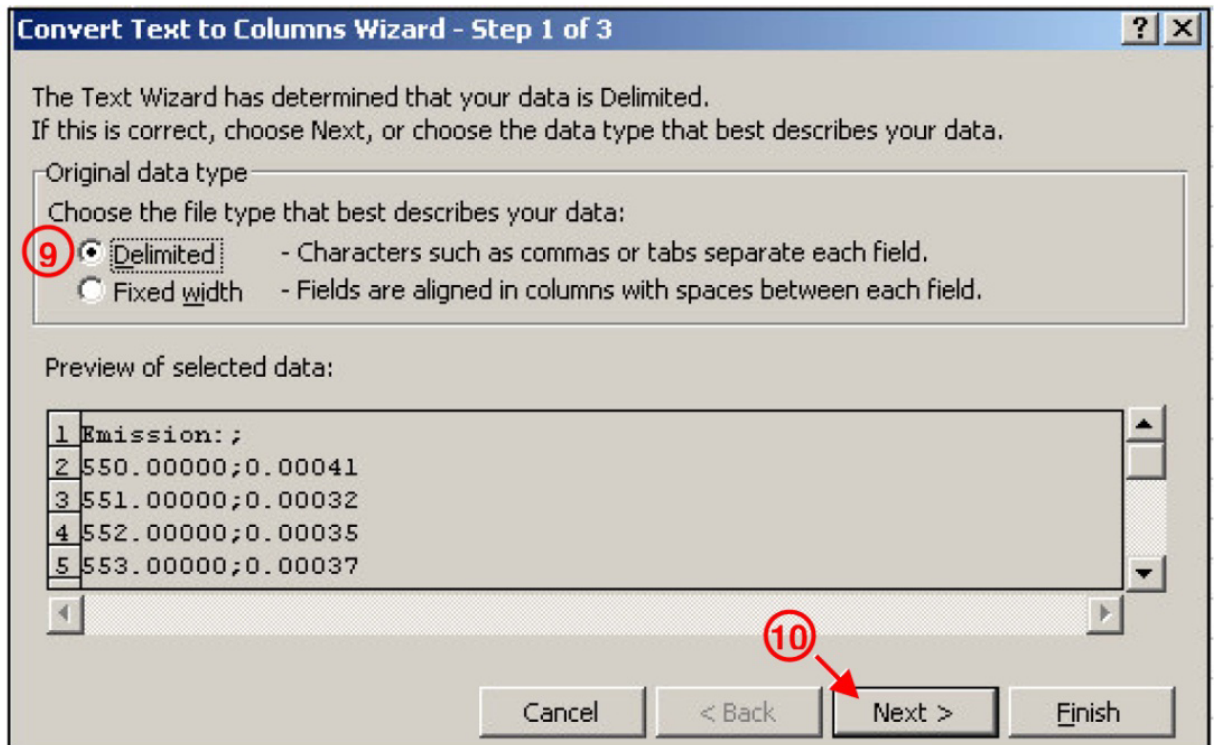 Convert Text to Columns Wizard - Step 1 of 3 ? X
The Text Wizard has determined that your data is Delimited.
If this is correct, choose Next, or choose the data type that best describes your data.
Original data type
Choose the file type that best describes your data:
9 Delimited - Characters such as commas or tabs separate each field.
Fixed width - Fields are aligned in columns with spaces between each field.
Preview of selected data:
1 Emission:;
2 550.00000;0.00041
3 551.00000;0.00032
4 552.00000;0.00035
5 553.00000;0.00037
10
Cancel < Back Next > Finish